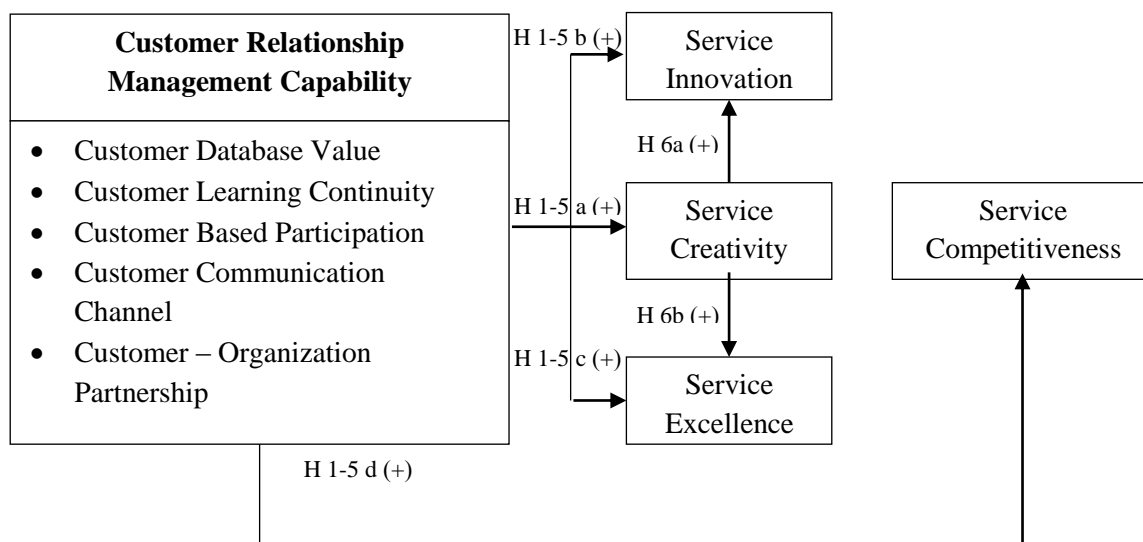 Customer Relationship
Management Capability
• Customer Database Value
• Customer Learning Continuity
• Customer Based Participation
• Customer Communication
Channel
• Customer – Organization
Partnership
H 1-5 b (+)
H 1-5 a (+)
H 1-5 c (+)
H 1-5 d (+)
Service
Innovation
H 6a (+)
Service
Creativity
H 6b (+)
Service
Excellence
Service
Competitiveness